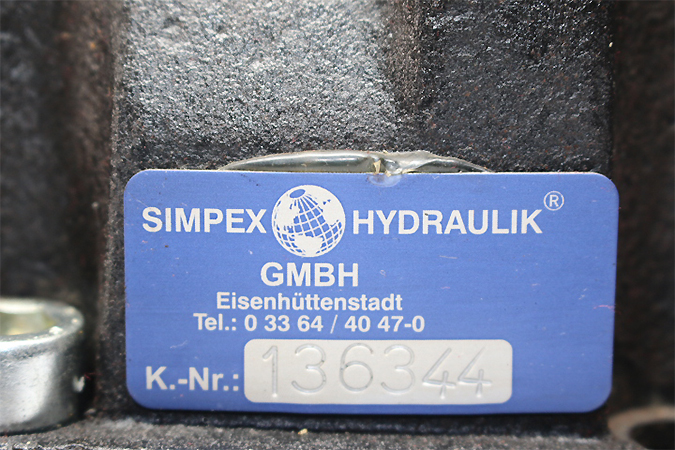 SIMPEX HYDRAULIK®
GMBH
Eisenhüttenstadt
Tel.: 0 33 64 / 40 47-0
K.-Nr.: 136344